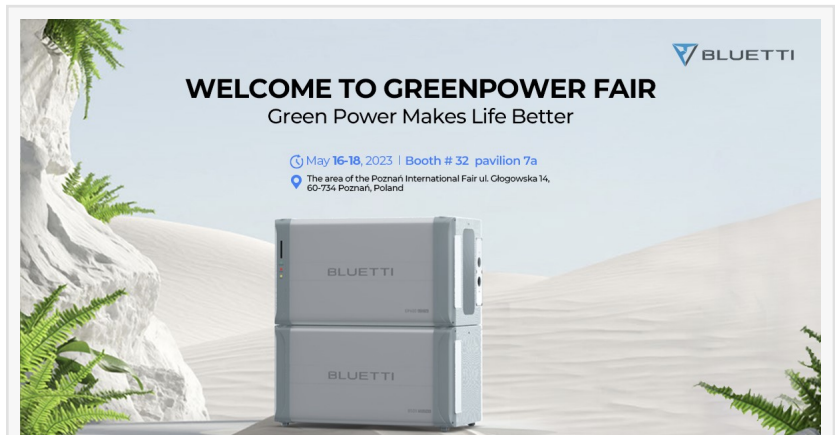 BLUETTI
WELCOME TO GREENPOWER FAIR
Green Power Makes Life Better
May 16-18, 2023 | Booth # 32 pavilion 7a
The area of the Poznań International Fair ul. Głogowska 14,
60-734 Poznań, Poland
BLUETTI
BLUETTI